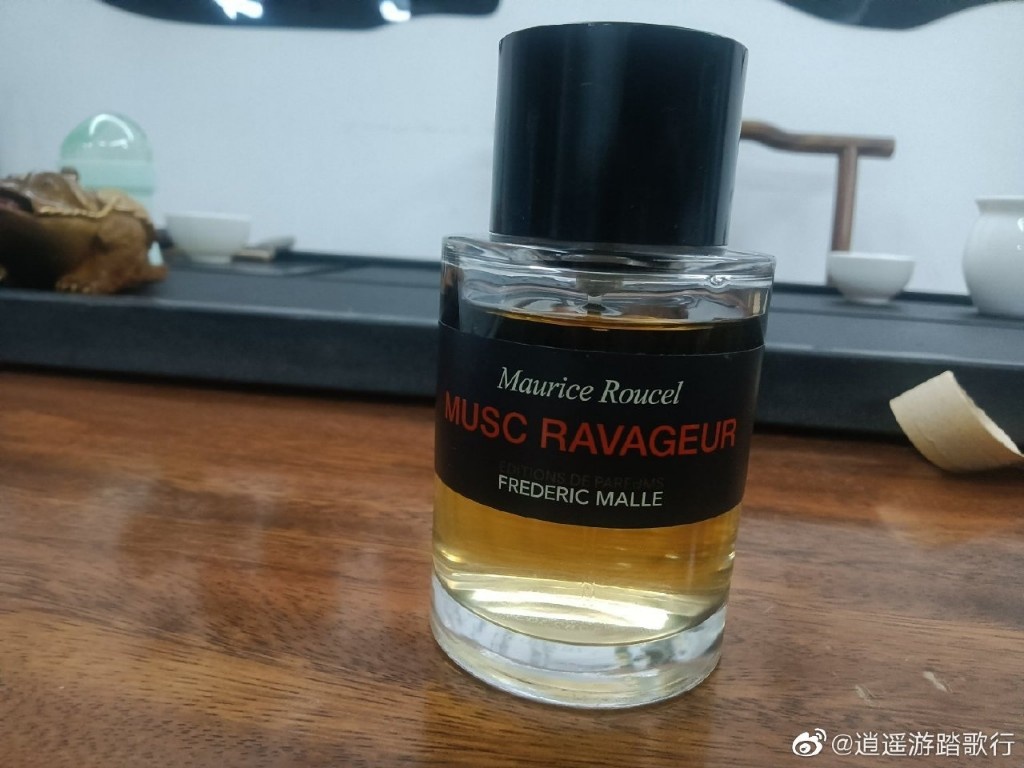 Maurice Roucel
MUSC RAVAGEUR
EDITIONS DE PARFUMS
FREDERIC MALLE
@逍遥游踏歌行